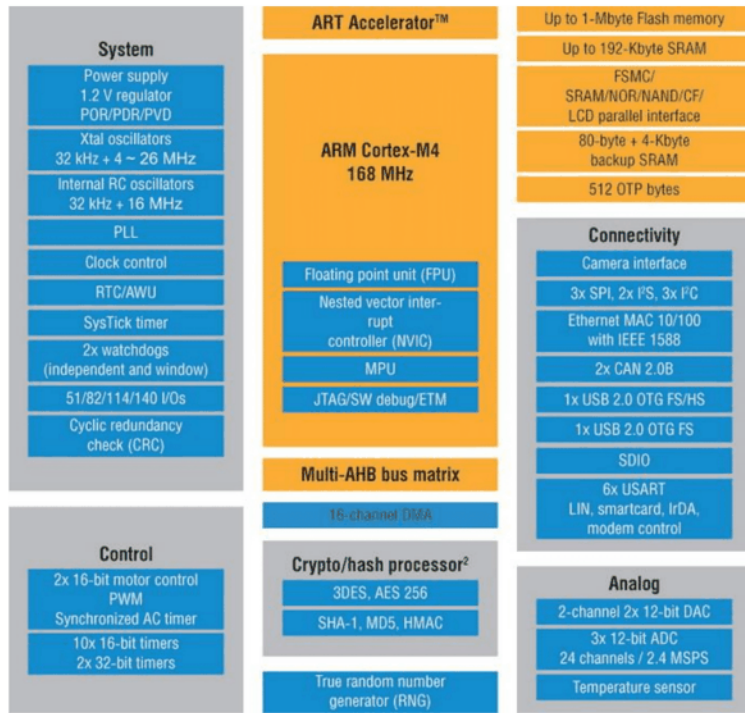 System
Power supply
1.2 V regulator
POR/PDR/PVD
Xtal oscillators
32 kHz + 4 ~ 26 MHz
Internal RC oscillators
32 kHz + 16 MHz
PLL
Clock control
RTC/AWU
SysTick timer
2x watchdogs
(independent and window)
51/82/114/140 I/Os
Cyclic redundancy
check (CRC)
Control
2x 16-bit motor control
PWM
Synchronized AC timer
10x 16-bit timers
2x 32-bit timers
ART Accelerator™
ARM Cortex-M4
168 MHz
Floating point unit (FPU)
Nested vector inter-
rupt
controller (NVIC)
MPU
JTAG/SW debug/ETM
Multi-AHB bus matrix
16-channel DMA
Crypto/hash processor²
3DES, AES 256
SHA-1, MD5, HMAC
True random number
generator (RNG)
Up to 1-Mbyte Flash memory
Up to 192-Kbyte SRAM
FSMC/
SRAM/NOR/NAND/CF/
LCD parallel interface
80-byte + 4-Kbyte
backup SRAM
512 OTP bytes
Connectivity
Camera interface
3x SPI, 2x I²S, 3x I²C
Ethernet MAC 10/100
with IEEE 1588
2x CAN 2.0B
1x USB 2.0 OTG FS/HS
1x USB 2.0 OTG FS
SDIO
6x USART
LIN, smartcard, IrDA,
modem control
Analog
2-channel 2x 12-bit DAC
3x 12-bit ADC
24 channels / 2.4 MSPS
Temperature sensor